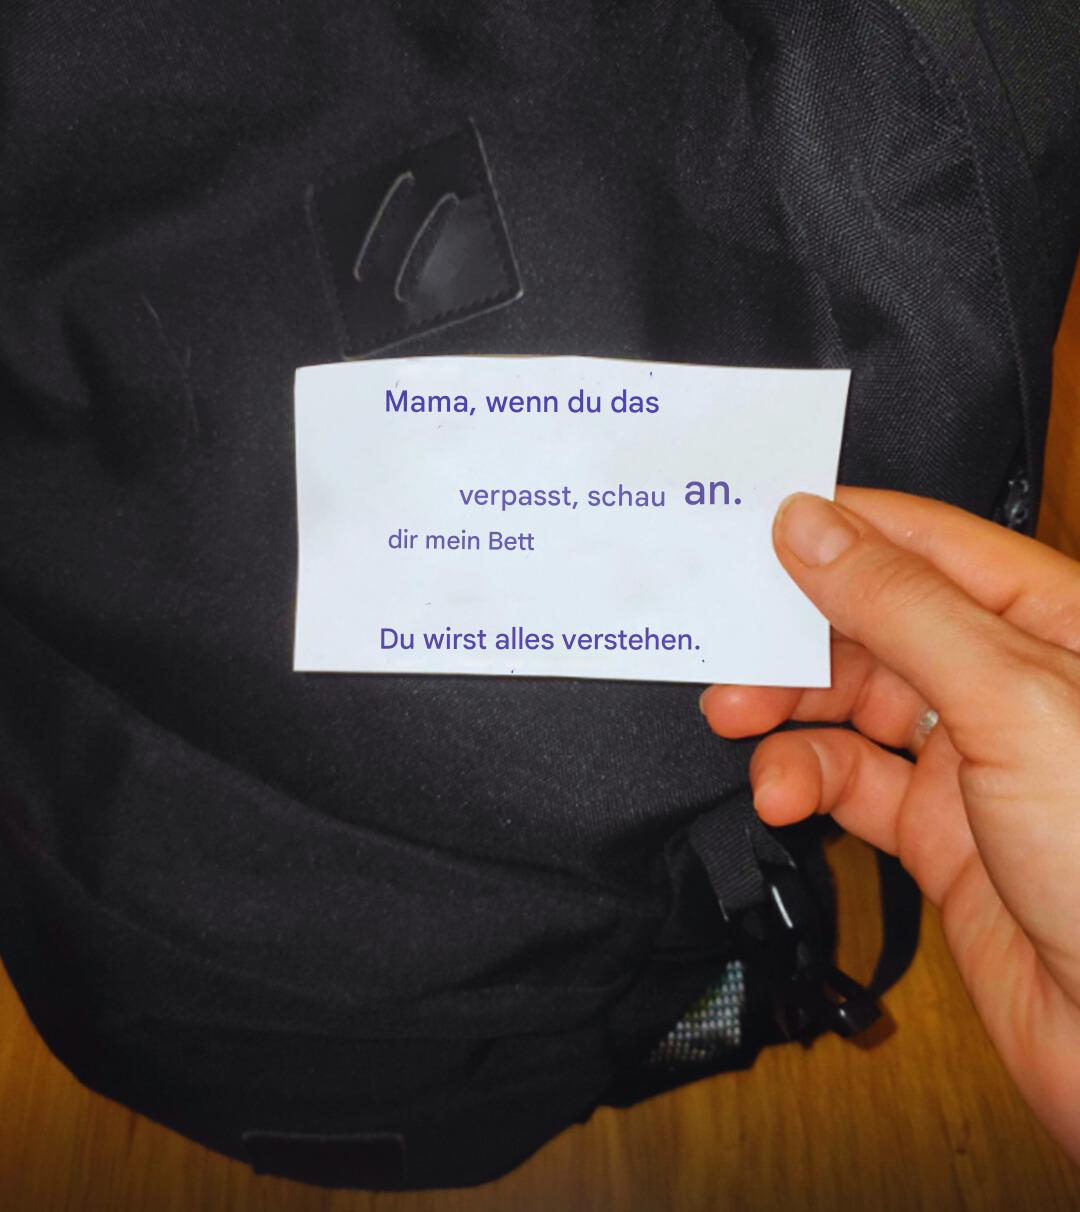 Mama, wenn du das
verpasst, schau an.
dir mein Bett
Du wirst alles verstehen.